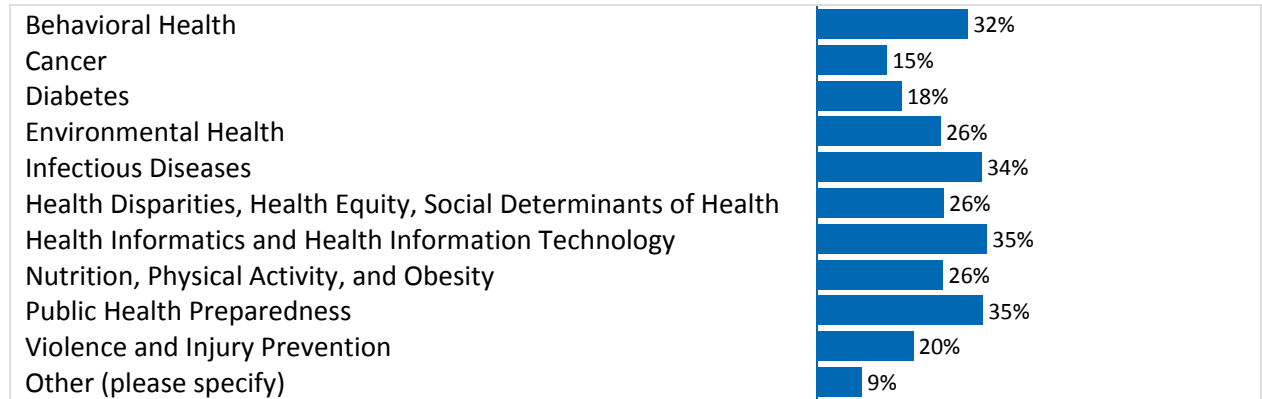 Behavioral Health 32%
Cancer 15%
Diabetes 18%
Environmental Health 26%
Infectious Diseases 34%
Health Disparities, Health Equity, Social Determinants of Health 26%
Health Informatics and Health Information Technology 35%
Nutrition, Physical Activity, and Obesity 26%
Public Health Preparedness 35%
Violence and Injury Prevention 20%
Other (please specify) 9%